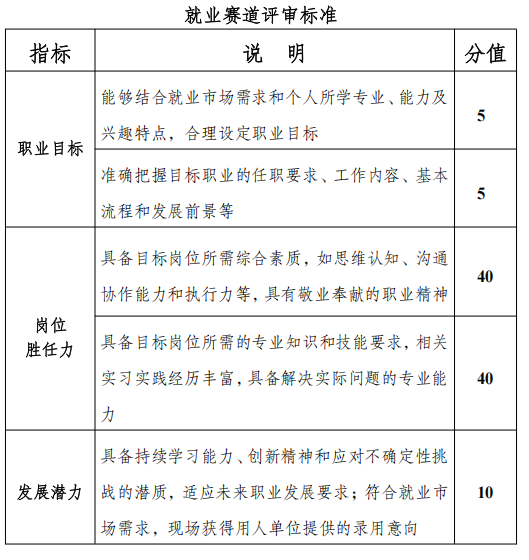 就业赛道评审标准
指标 说 明 分值
职业目标
能够结合就业市场需求和个人所学专业、能力及
兴趣特点，合理设定职业目标
5
准确把握目标职业的任职要求、工作内容、基本
流程和发展前景等
5
岗位
胜任力
具备目标岗位所需综合素质，如思维认知、沟通
协作能力和执行力等，具有敬业奉献的职业精神
40
具备目标岗位所需的专业知识和技能要求，相关
实习实践经历丰富，具备解决实际问题的专业能
力
40
发展潜力
具备持续学习能力、创新精神和应对不确定性挑
战的潜质，适应未来职业发展要求；符合就业市
场需求，现场获得用人单位提供的录用意向
10